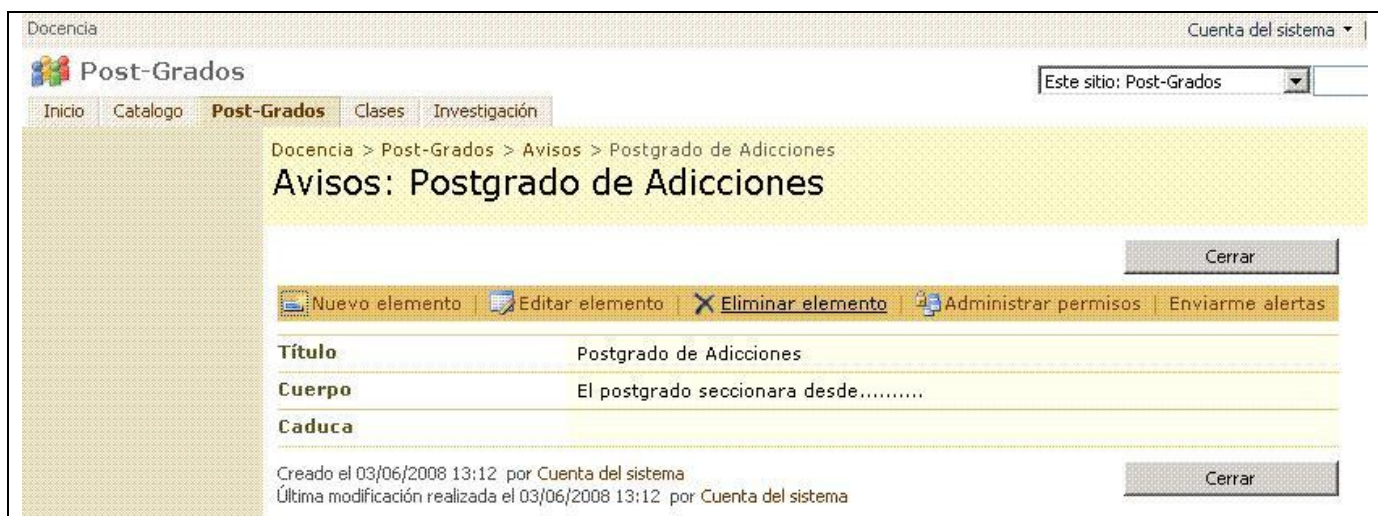 Docencia
Cuenta del sistema
Post-Grados
Este sitio: Post-Grados
Inicio Catalogo Post-Grados Clases Investigación
Docencia > Post-Grados > Avisos > Postgrado de Adicciones
Avisos: Postgrado de Adicciones
Cerrar
Nuevo elemento | Editar elemento | Eliminar elemento | Administrar permisos | Enviarme alertas
Título Postgrado de Adicciones
Cuerpo El postgrado seccionara desde..........
Caduca
Creado el 03/06/2008 13:12 por Cuenta del sistema
Última modificación realizada el 03/06/2008 13:12 por Cuenta del sistema
Cerrar